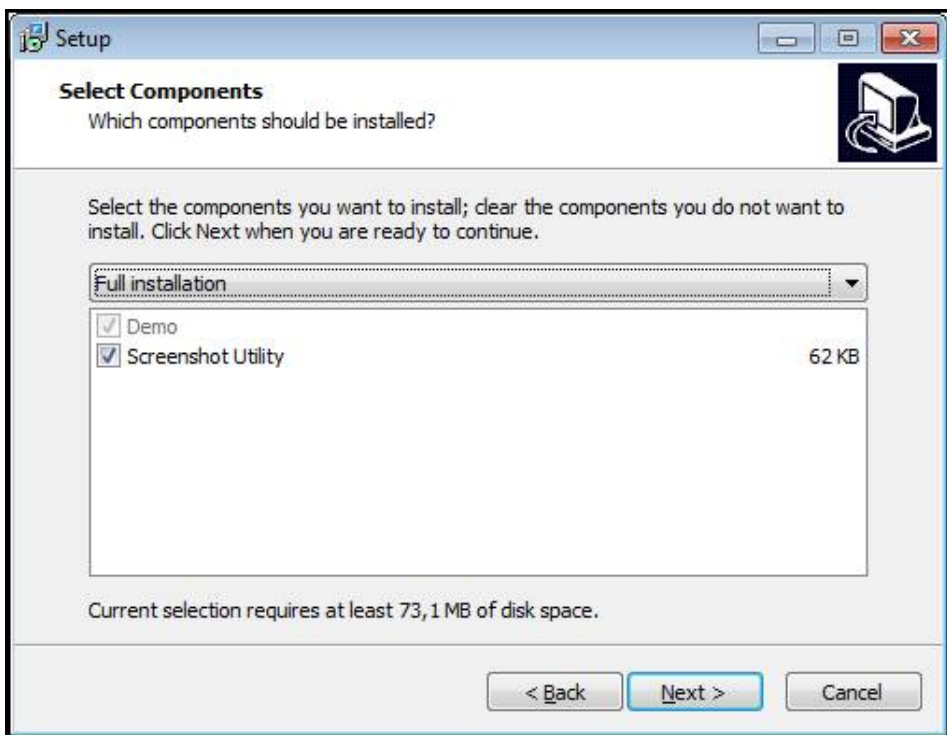 Setup
Select Components
Which components should be installed?
Select the components you want to install; clear the components you do not want to
install. Click Next when you are ready to continue.
Full installation
Demo
Screenshot Utility 62 KB
Current selection requires at least 73,1 MB of disk space.
< Back Next > Cancel